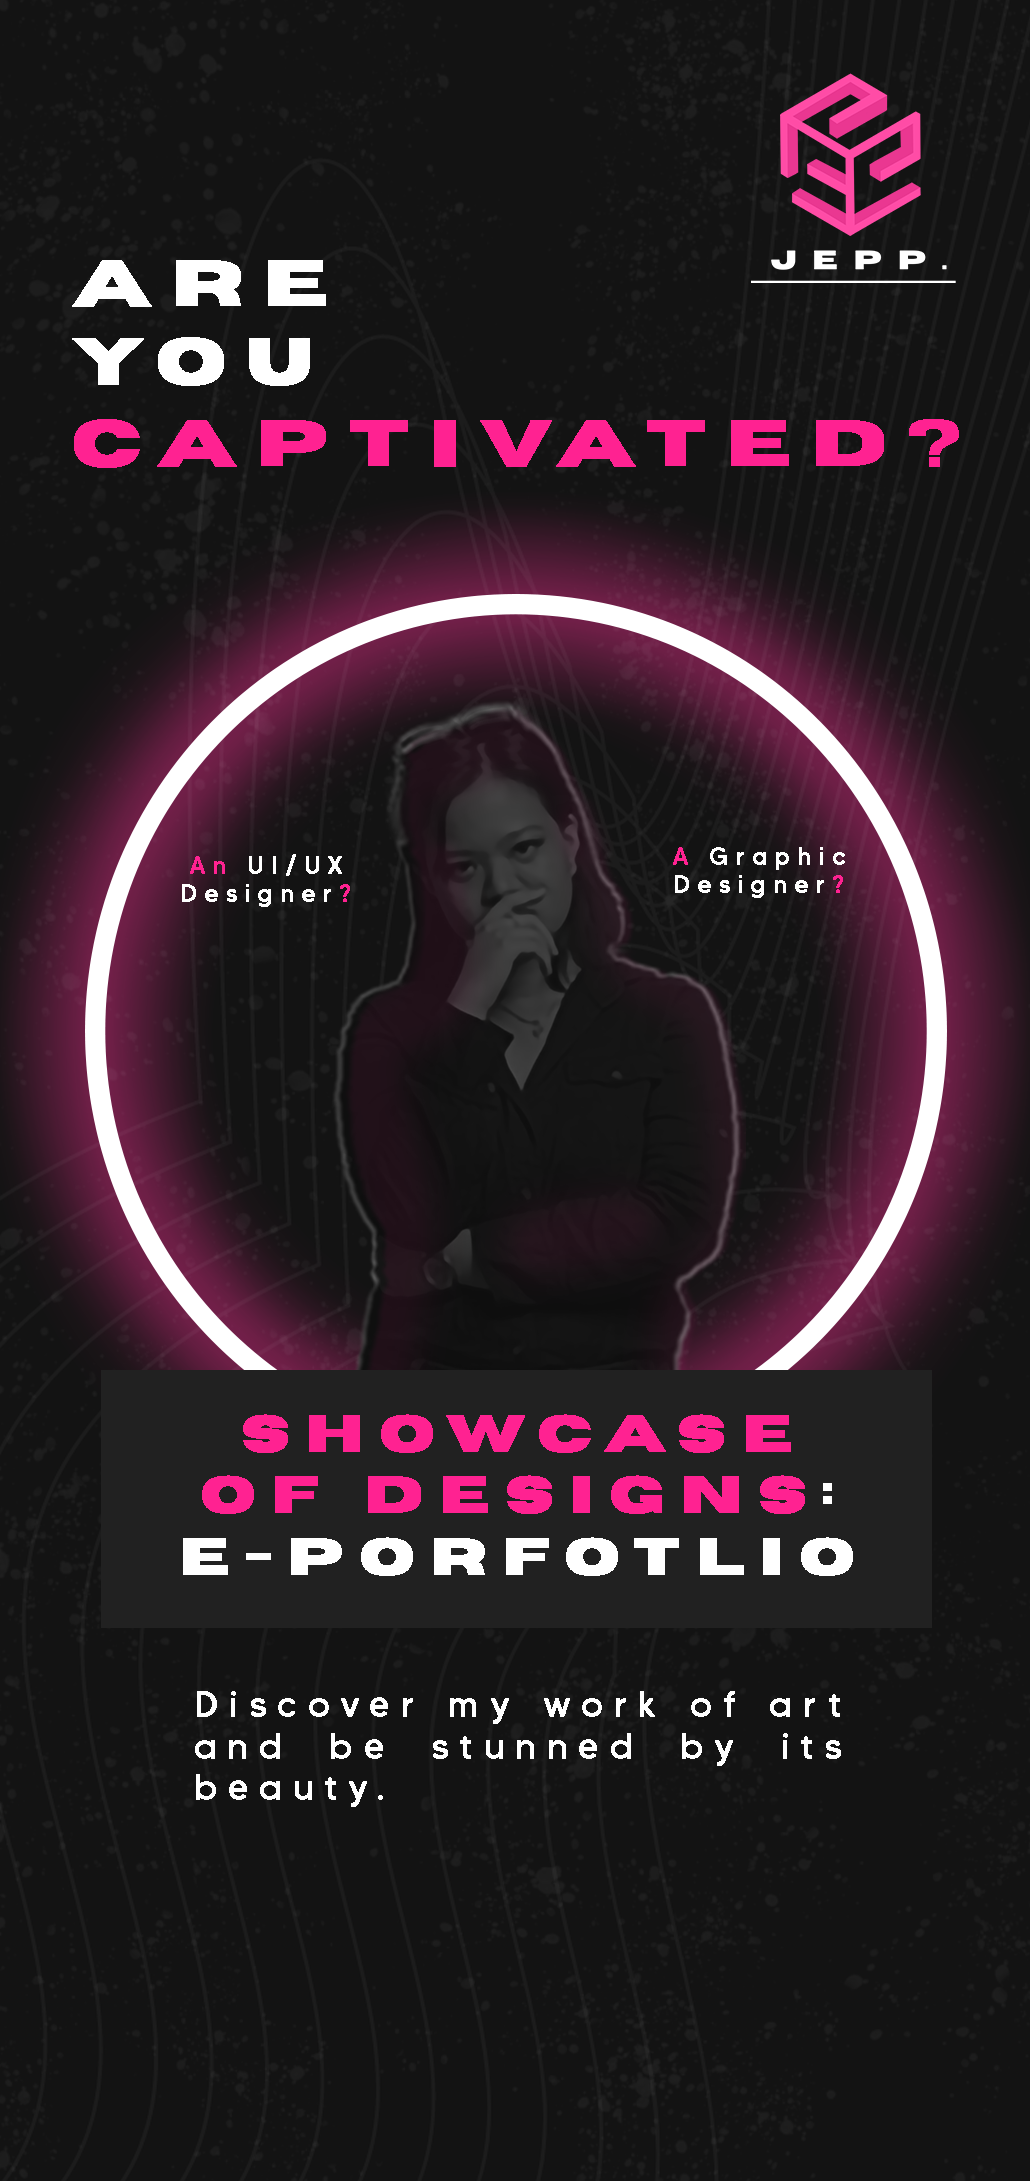 JEPP.
ARE
YOU
CAPTIVATED?
An UI/UX
Designer?
A Graphic
Designer?
SHOWCASE
OF DESIGNS:
E-PORFOTLIO
Discover my work of art
and be stunned by its
beauty.